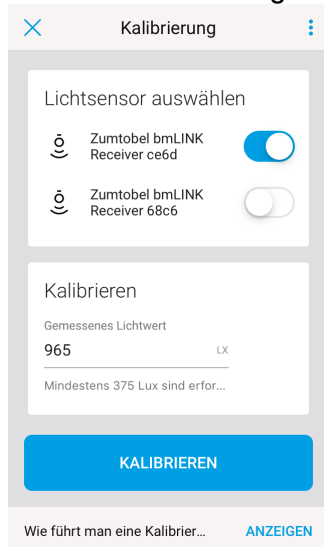 Kalibrierung
Lichtsensor auswählen
Zumtobel bmLINK
Receiver ce6d
Zumtobel bmLINK
Receiver 68c6
Kalibrieren
Gemessenes Lichtwert
965 LX
Mindestens 375 Lux sind erfor...
KALIBRIEREN
Wie führt man eine Kalibrier... ANZEIGEN